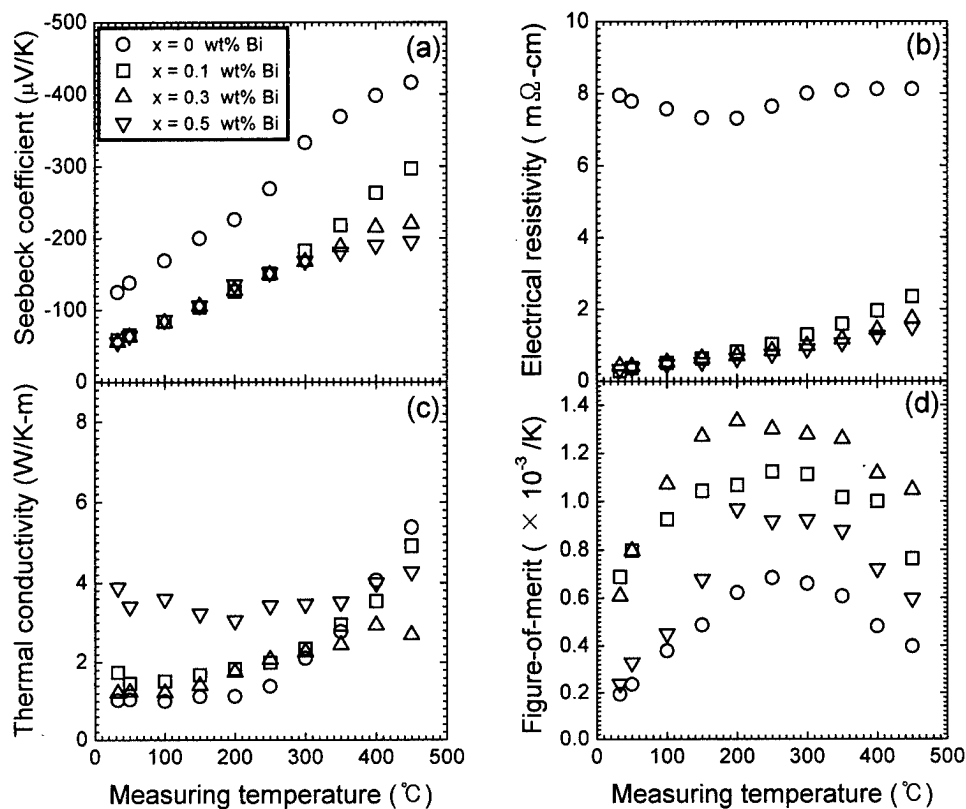 (a)
x = 0 wt% Bi
x = 0.1 wt% Bi
x = 0.3 wt% Bi
x = 0.5 wt% Bi
-500
-400
-300
-200
-100
0
Seebeck coefficient (μV/K)
(b)
10
8
6
4
2
0
Electrical resistivity ( mΩ-cm)
(c)
8
6
4
2
0
Thermal conductivity (W/K-m)
0 100 200 300 400 500
Measuring temperature (℃)
(d)
1.4
1.2
1.0
0.8
0.6
0.4
0.2
0.0
Figure-of-merit ( × 10⁻³ /K)
0 100 200 300 400 500
Measuring temperature (℃)